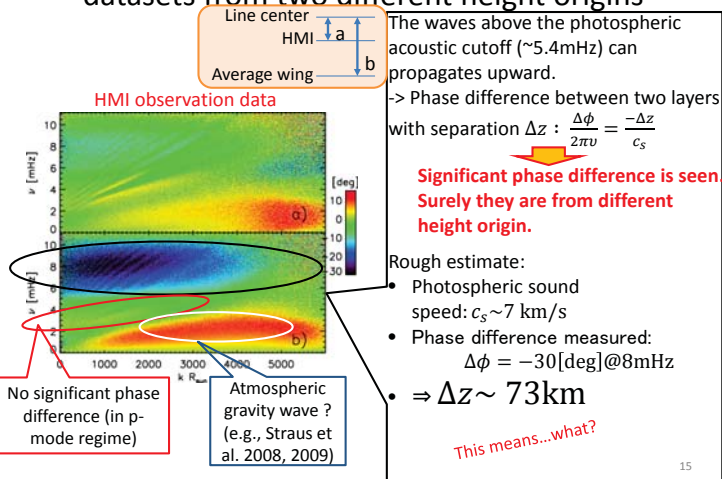 datasets from two different height origins
Line center
HMI
Average wing
a
b
HMI observation data
ν [mHz]
10
8
6
4
2
0
a)
[deg]
10
0
10
20
30
ν [mHz]
10
8
6
4
2
0
b)
0 1000 2000 3000 4000 5000
k R
No significant phase
difference (in p-
mode regime)
Atmospheric
gravity wave ?
(e.g., Straus et
al. 2008, 2009)
The waves above the photospheric
acoustic cutoff (~5.4mHz) can
propagates upward.
-> Phase difference between two layers
with separation Δz : Δϕ/2πν = −Δz/c_s
Significant phase difference is seen.
Surely they are from different
height origin.
Rough estimate:
• Photospheric sound
speed: c_s~7 km/s
• Phase difference measured:
Δϕ = −30[deg]@8mHz
• ⇒ Δz~ 73km
This means…what?
15